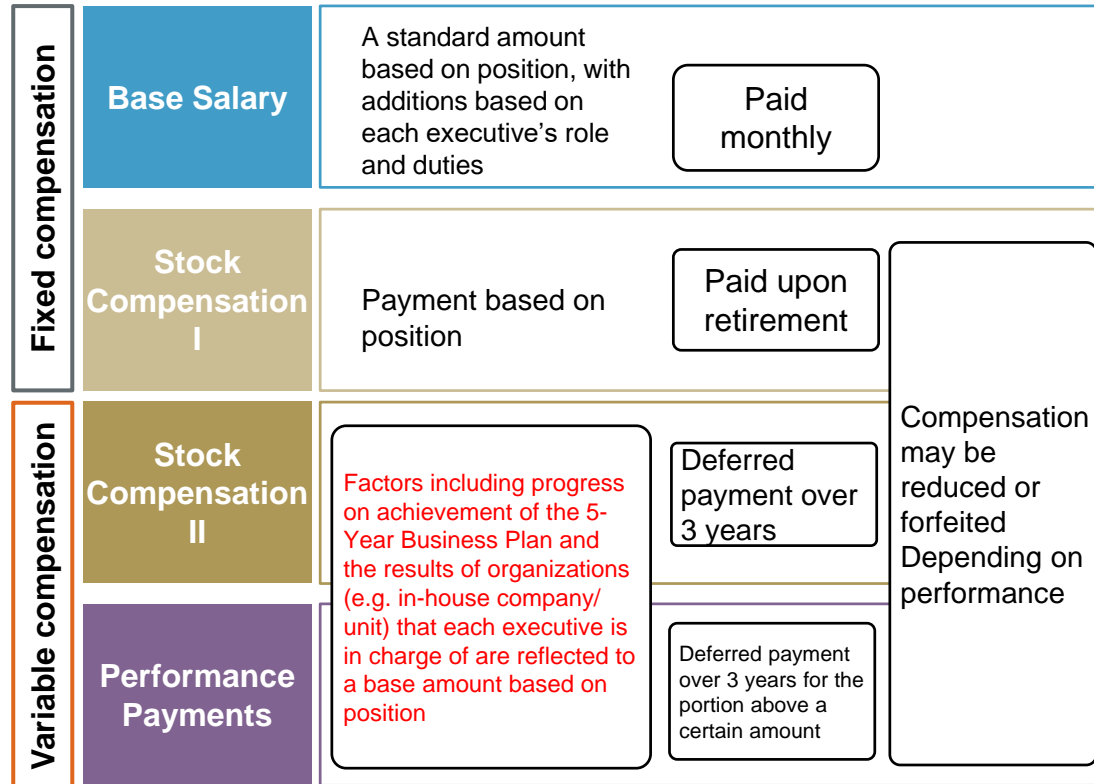 Fixed compensation
Base Salary
A standard amount
based on position, with
additions based on
each executive's role
and duties
Paid
monthly
Stock
Compensation
I
Payment based on
position
Paid upon
retirement
Variable compensation
Stock
Compensation
II
Factors including progress
on achievement of the 5-
Year Business Plan and
the results of organizations
(e.g. in-house company/
unit) that each executive is
in charge of are reflected to
a base amount based on
position
Deferred
payment over
3 years
Compensation
may be
reduced or
forfeited
Depending on
performance
Performance
Payments
Deferred payment
over 3 years for the
portion above a
certain amount